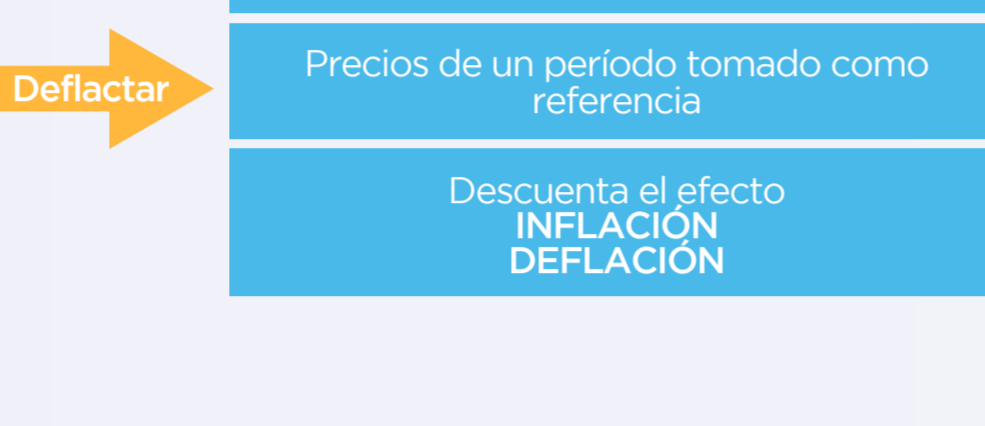 Deflactar
Precios de un período tomado como
referencia
Descuenta el efecto
INFLACIÓN
DEFLACIÓN